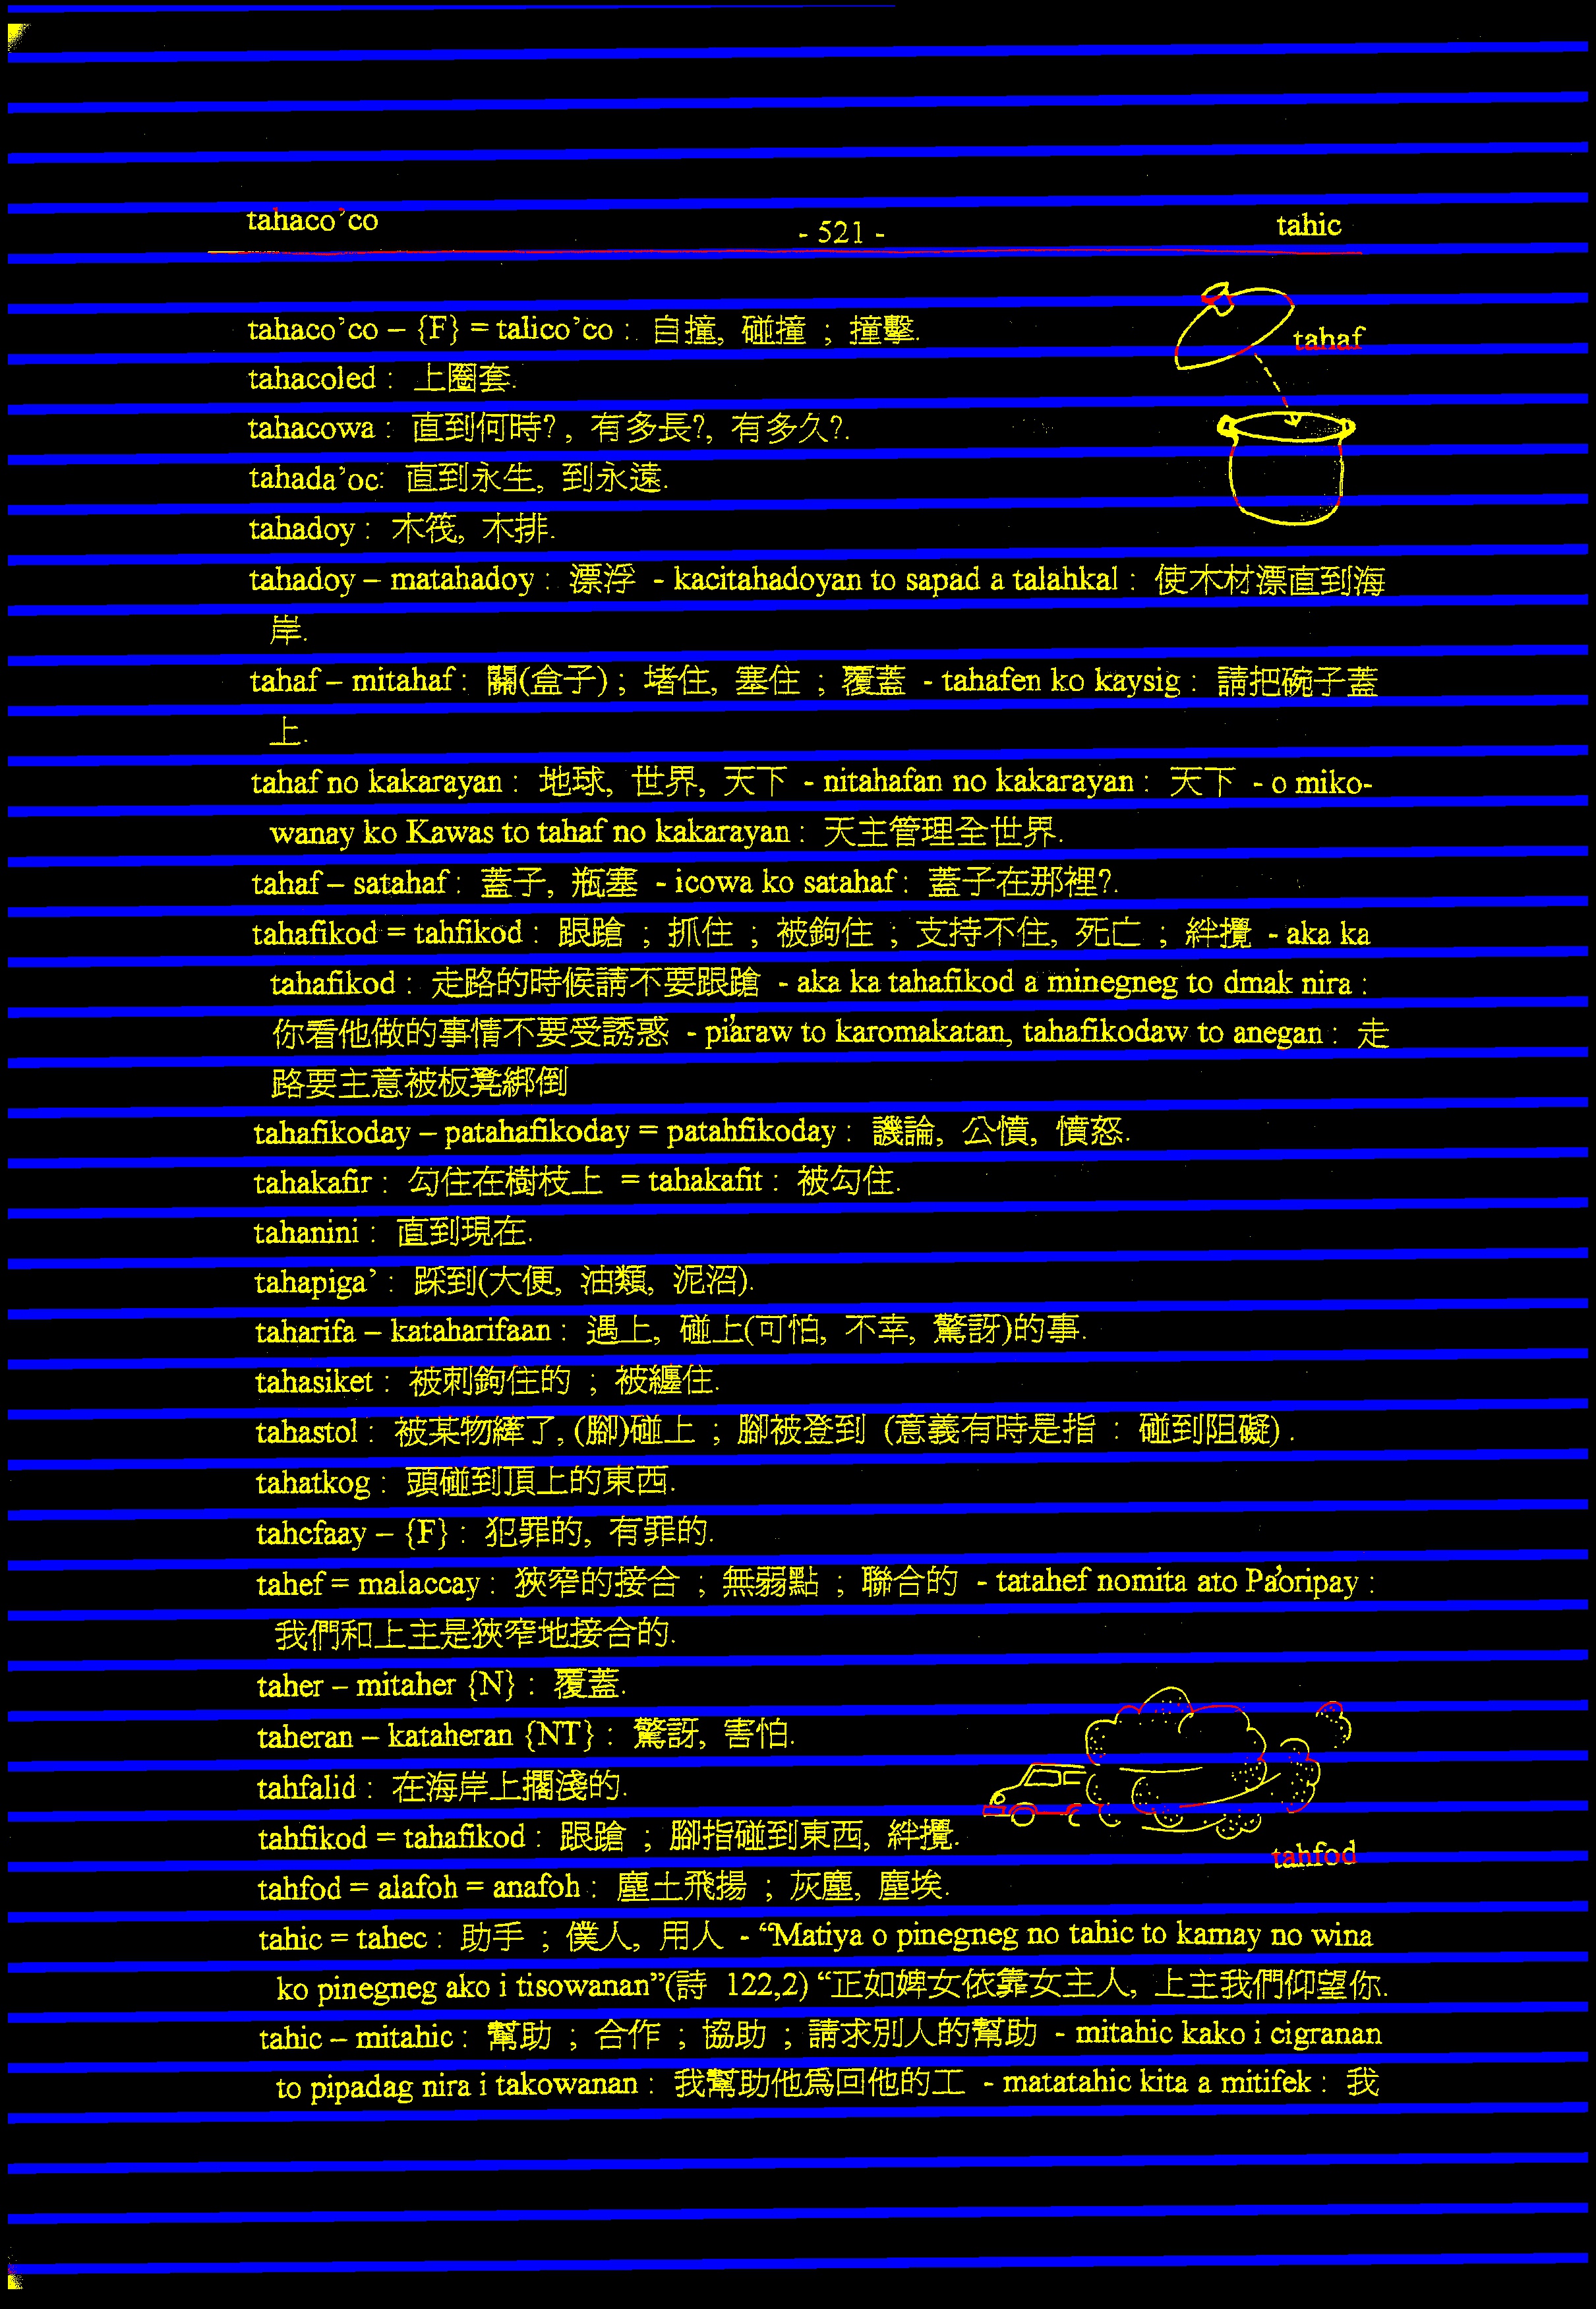 tahaco’co
- 521 -
tahic
tahaco’co – {F} = talico’co : 自撞, 碰撞 ; 撞擊.
tahaf
tahacoled : 上圈套.
tahacowa : 直到何時?, 有多長?, 有多久?.
tahada’oc: 直到永生, 到永遠.
tahadoy : 木筏, 木排.
tahadoy – matahadoy : 漂浮 - kacitahadoyan to sapad a talahkal : 使木材漂直到海
岸.
tahaf – mitahaf : 關(盒子) ; 堵住, 塞住 ; 覆蓋 - tahafen ko kaysig : 請把碗子蓋
上.
tahaf no kakarayan : 地球, 世界, 天下 - nitahafan no kakarayan : 天下 - o miko-
wanay ko Kawas to tahaf no kakarayan : 天主管理全世界.
tahaf – satahaf : 蓋子, 瓶塞 - icowa ko satahaf : 蓋子在那裡?.
tahafikod = tahfikod : 踉蹌 ; 抓住 ; 被鉤住 ; 支持不住, 死亡 ; 絆攪 - aka ka
tahafikod : 走路的時候請不要踉蹌 - aka ka tahafikod a minegneg to dmak nira :
你看他做的事情不要受誘惑 - pi’araw to karomakatan, tahafikodaw to anegan : 走
路要主意被板凳綁倒
tahafikoday – patahafikoday = patahfikoday : 譏論, 公憤, 憤怒.
tahakafir : 勾住在樹枝上 = tahakafit : 被勾住.
tahanini : 直到現在.
tahapiga’ : 踩到(大便, 油類, 泥沼).
taharifa – kataharifaan : 遇上, 碰上(可怕, 不幸, 驚訝)的事.
tahasiket : 被刺鉤住的 ; 被纏住.
tahastol : 被某物絆了, (腳)碰上 ; 腳被登到 (意義有時是指 : 碰到阻礙) .
tahatkog : 頭碰到頂上的東西.
tahcfaay – {F} : 犯罪的, 有罪的.
tahef = malaccay : 狹窄的接合 ; 無弱點 ; 聯合的 - tatahef nomita ato Pa’oripay :
我們和上主是狹窄地接合的.
taher – mitaher {N} : 覆蓋.
taheran – kataheran {NT} : 驚訝, 害怕.
tahfalid : 在海岸上擱淺的.
tahfikod = tahafikod : 踉蹌 ; 腳指碰到東西, 絆攪.
tahfod
tahfod = alafoh = anafoh : 塵土飛揚 ; 灰塵, 塵埃.
tahic = tahec : 助手 ; 僕人, 用人 - “Matiya o pinegneg no tahic to kamay no wina
ko pinegneg ako i tisowanan”(詩 122,2) “正如婢女依靠女主人, 上主我們仰望你.
tahic – mitahic : 幫助 ; 合作 ; 協助 ; 請求別人的幫助 - mitahic kako i cigranan
to pipadag nira i takowanan : 我幫助他為回他的工 - matatahic kita a mitifek : 我